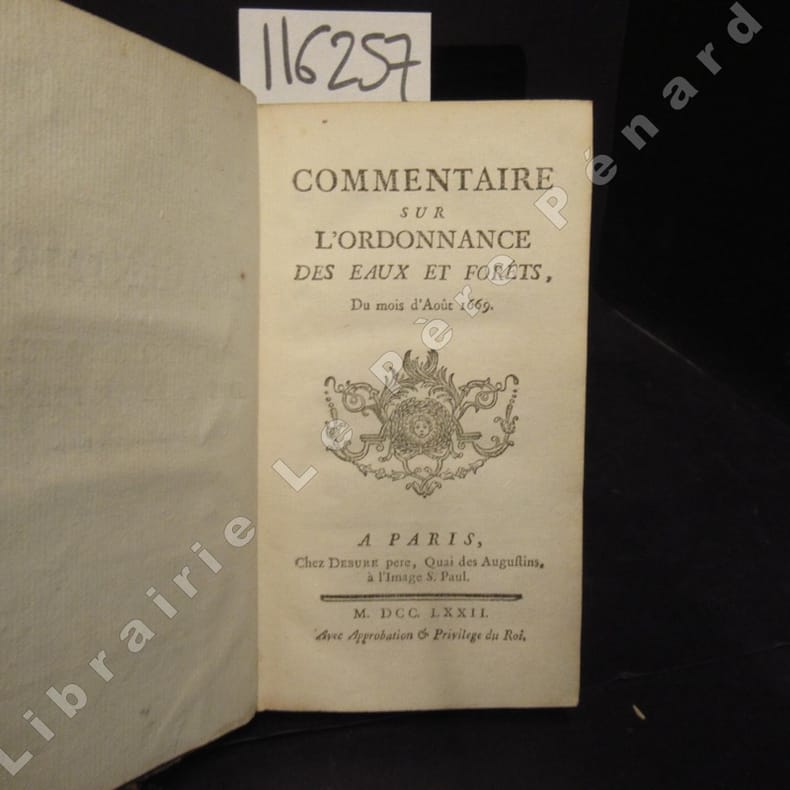 116257
COMMENTAIRE
SUR
L'ORDONNANCE
DES EAUX ET FORÊTS,
Du mois d'Août 1669.
A PARIS,
Chez DEBURE pere, Quai des Auguſtins,
à l'Image S. Paul.
M. DCC. LXXII.
Avec Approbation & Privilege du Roi.
Librairie Le Père Pénard